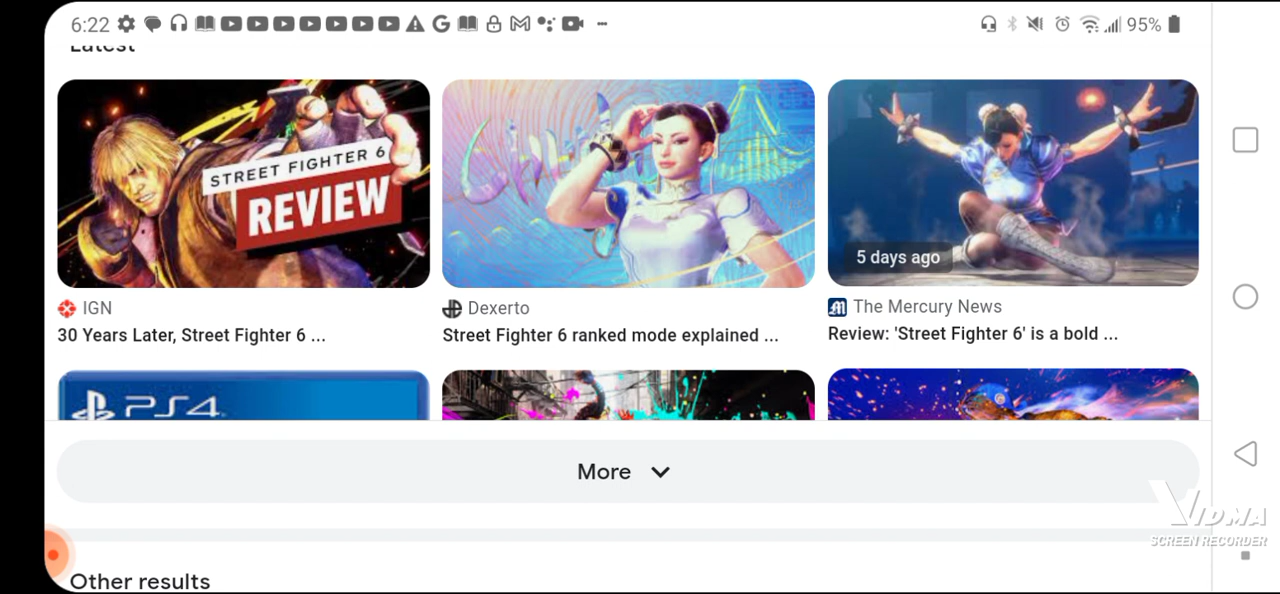 6:22
95%
Latest
STREET FIGHTER 6
REVIEW
5 days ago
IGN
30 Years Later, Street Fighter 6 ...
Dexerto
Street Fighter 6 ranked mode explained ...
The Mercury News
Review: 'Street Fighter 6' is a bold ...
PS4
More
VIDMA
SCREEN RECORDER
Other results